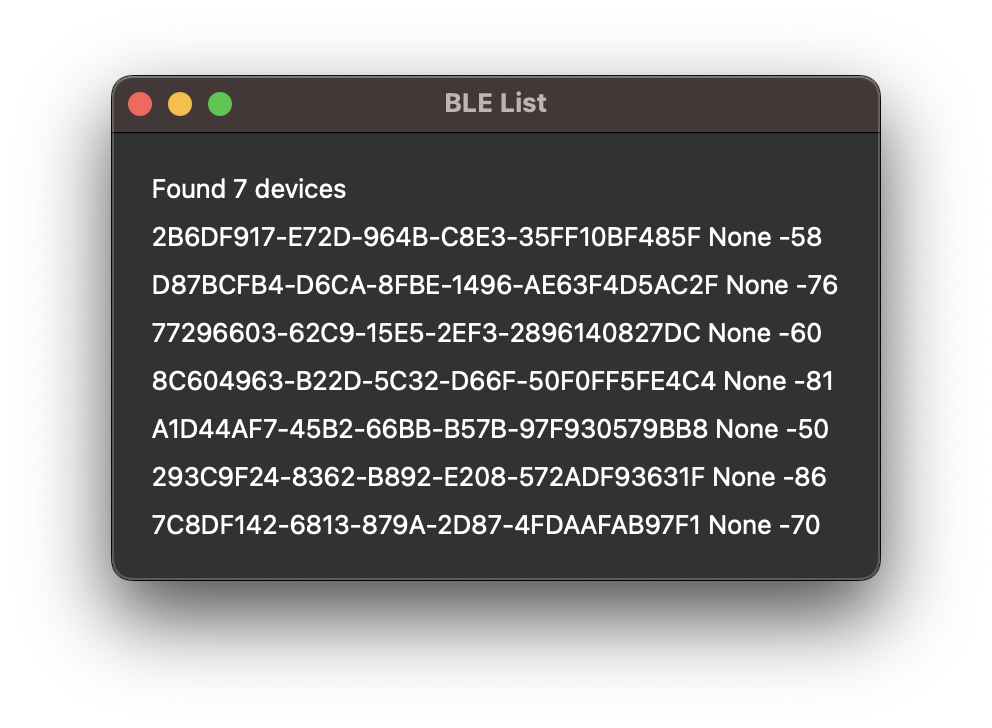 BLE List
Found 7 devices
2B6DF917-E72D-964B-C8E3-35FF10BF485F None -58
D87BCFB4-D6CA-8FBE-1496-AE63F4D5AC2F None -76
77296603-62C9-15E5-2EF3-2896140827DC None -60
8C604963-B22D-5C32-D66F-50F0FF5FE4C4 None -81
A1D44AF7-45B2-66BB-B57B-97F930579BB8 None -50
293C9F24-8362-B892-E208-572ADF93631F None -86
7C8DF142-6813-879A-2D87-4FDAAFAB97F1 None -70